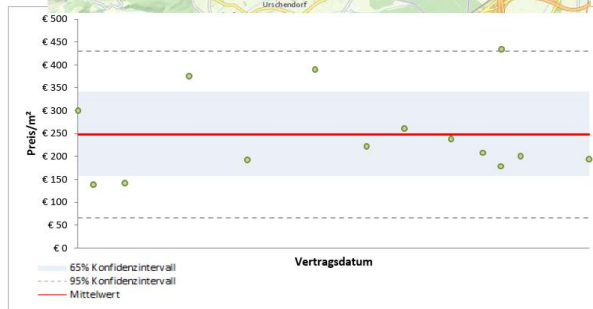 Urschendorf
€ 500
€ 450
€ 400
€ 350
€ 300
€ 250
€ 200
€ 150
€ 100
€ 50
€ 0
Preis/m²
Vertragsdatum
65% Konfidenzintervall
95% Konfidenzintervall
Mittelwert